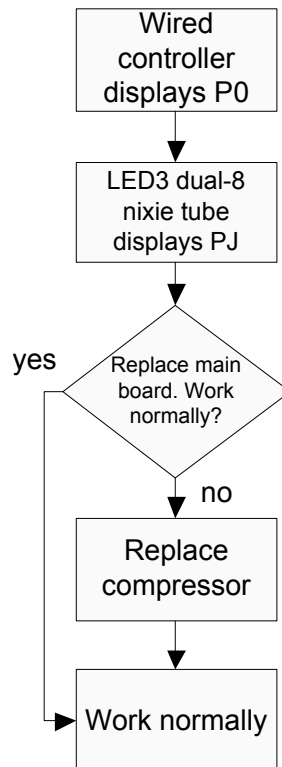 Wired
controller
displays P0
LED3 dual-8
nixie tube
displays PJ
yes
Replace main
board. Work
normally?
no
Replace
compressor
Work normally